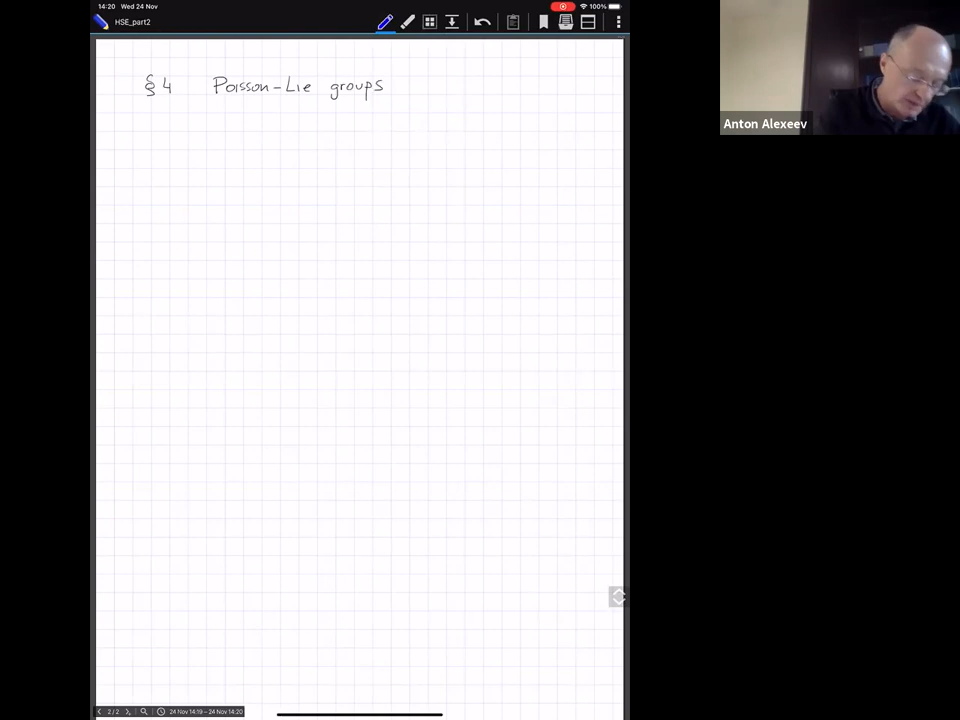 14:20 Wed 24 Nov
100%
HSE_part2
§ 4 Poisson-Lie groups
Anton Alexeev
2 / 2
24 Nov 14:19 – 24 Nov 14:20